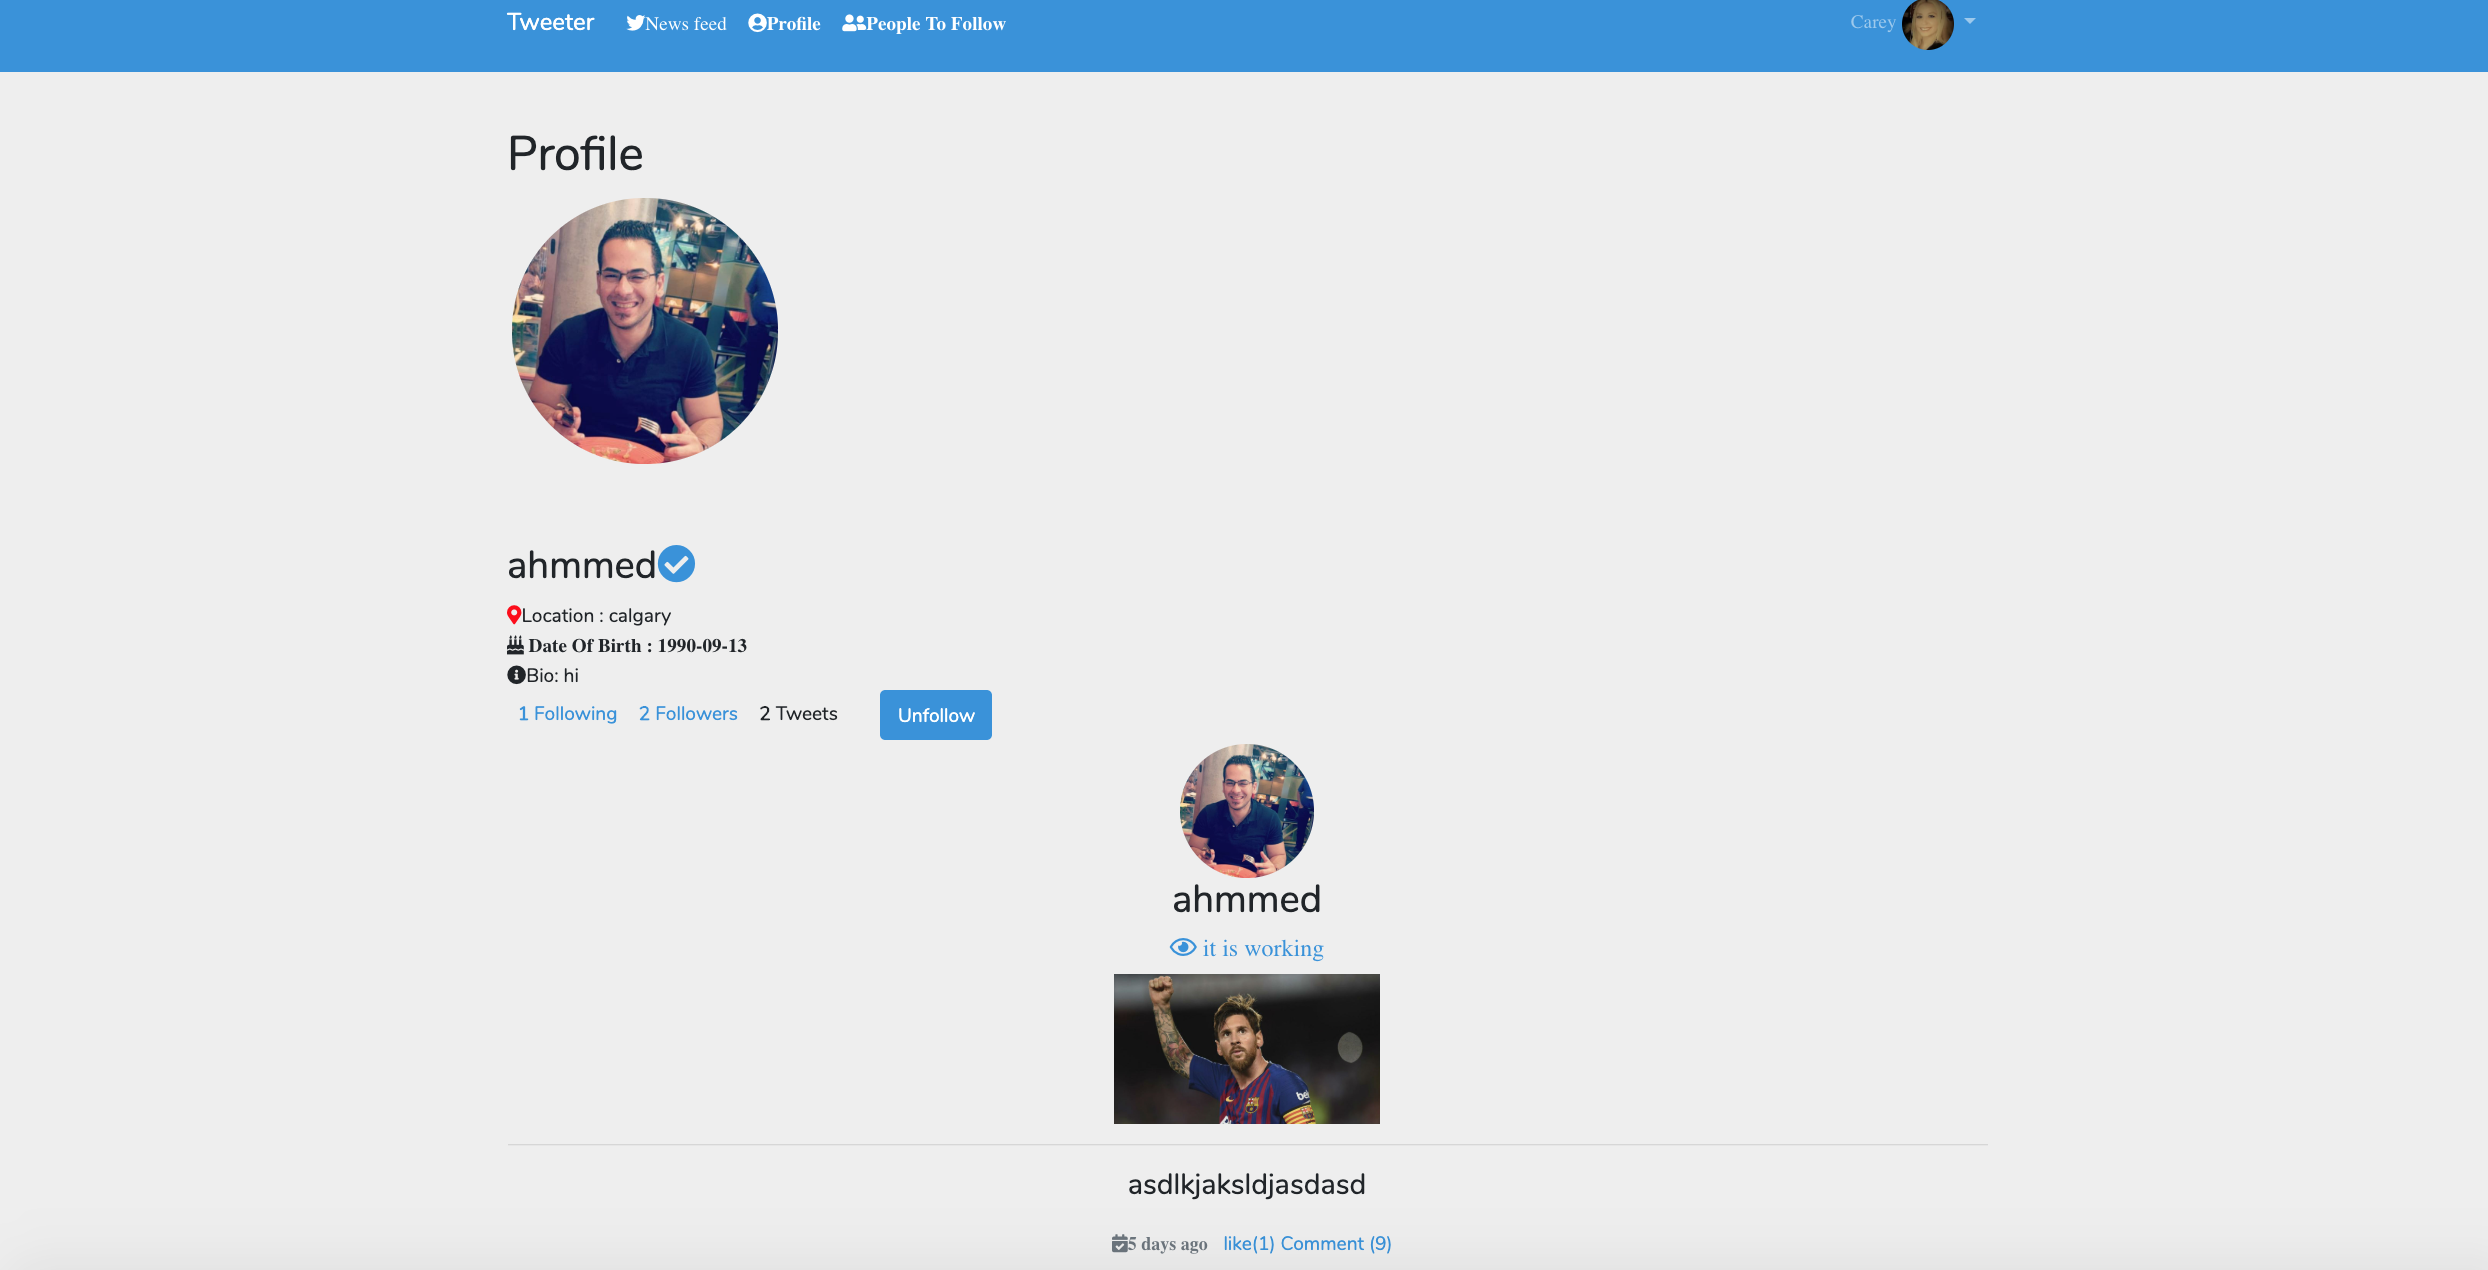 Tweeter News feed Profile People To Follow Carey
Profile
ahmmed
Location : calgary
Date Of Birth : 1990-09-13
Bio: hi
1 Following 2 Followers 2 Tweets Unfollow
ahmmed
it is working
asdlkjaksldjasdasd
5 days ago like(1) Comment (9)